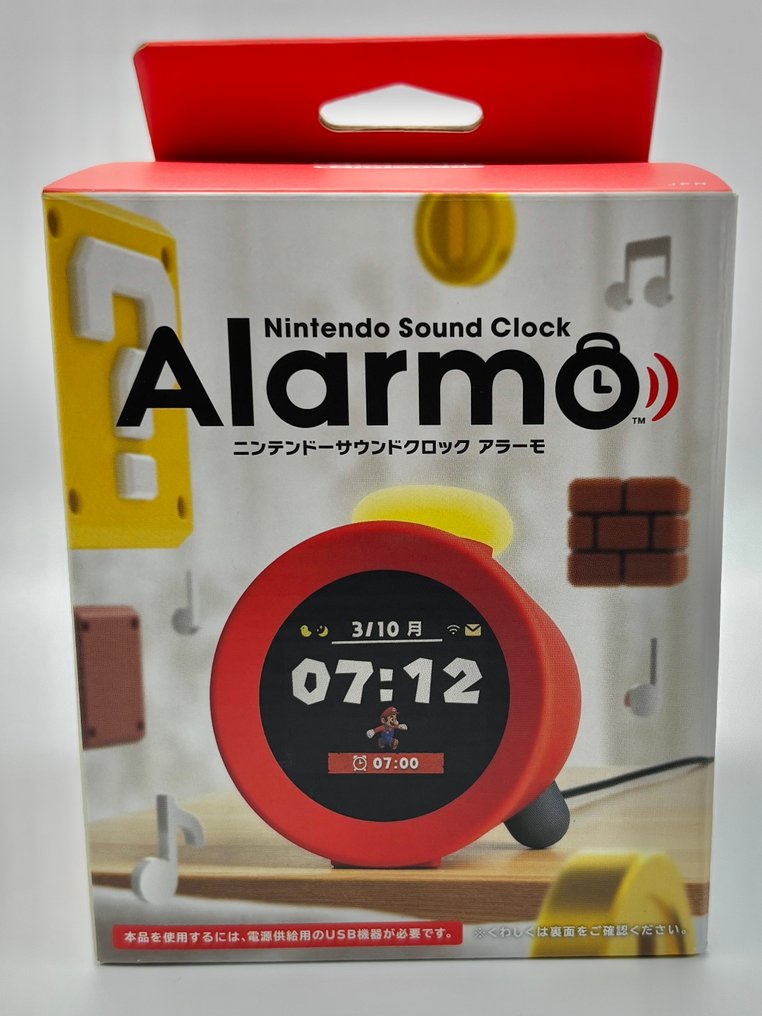 JPN
Nintendo Sound Clock
Alarmo
TM
ニンテンドーサウンドクロック アラーモ
3/10 月
07:12
07:00
本品を使用するには、電源供給用のUSB機器が必要です。 ※くわしくは裏面をご確認ください。